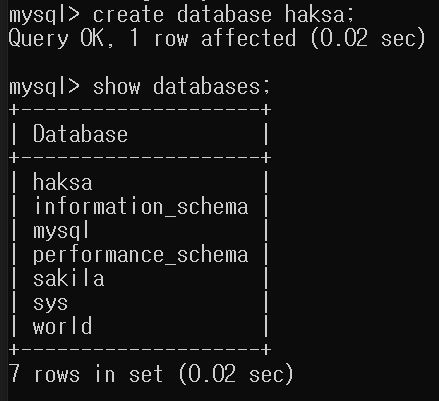 mysql> create database haksa;
Query OK, 1 row affected (0.02 sec)
mysql> show databases;
+--------------------+
| Database           |
+--------------------+
| haksa              |
| information_schema |
| mysql              |
| performance_schema |
| sakila             |
| sys                |
| world              |
+--------------------+
7 rows in set (0.02 sec)